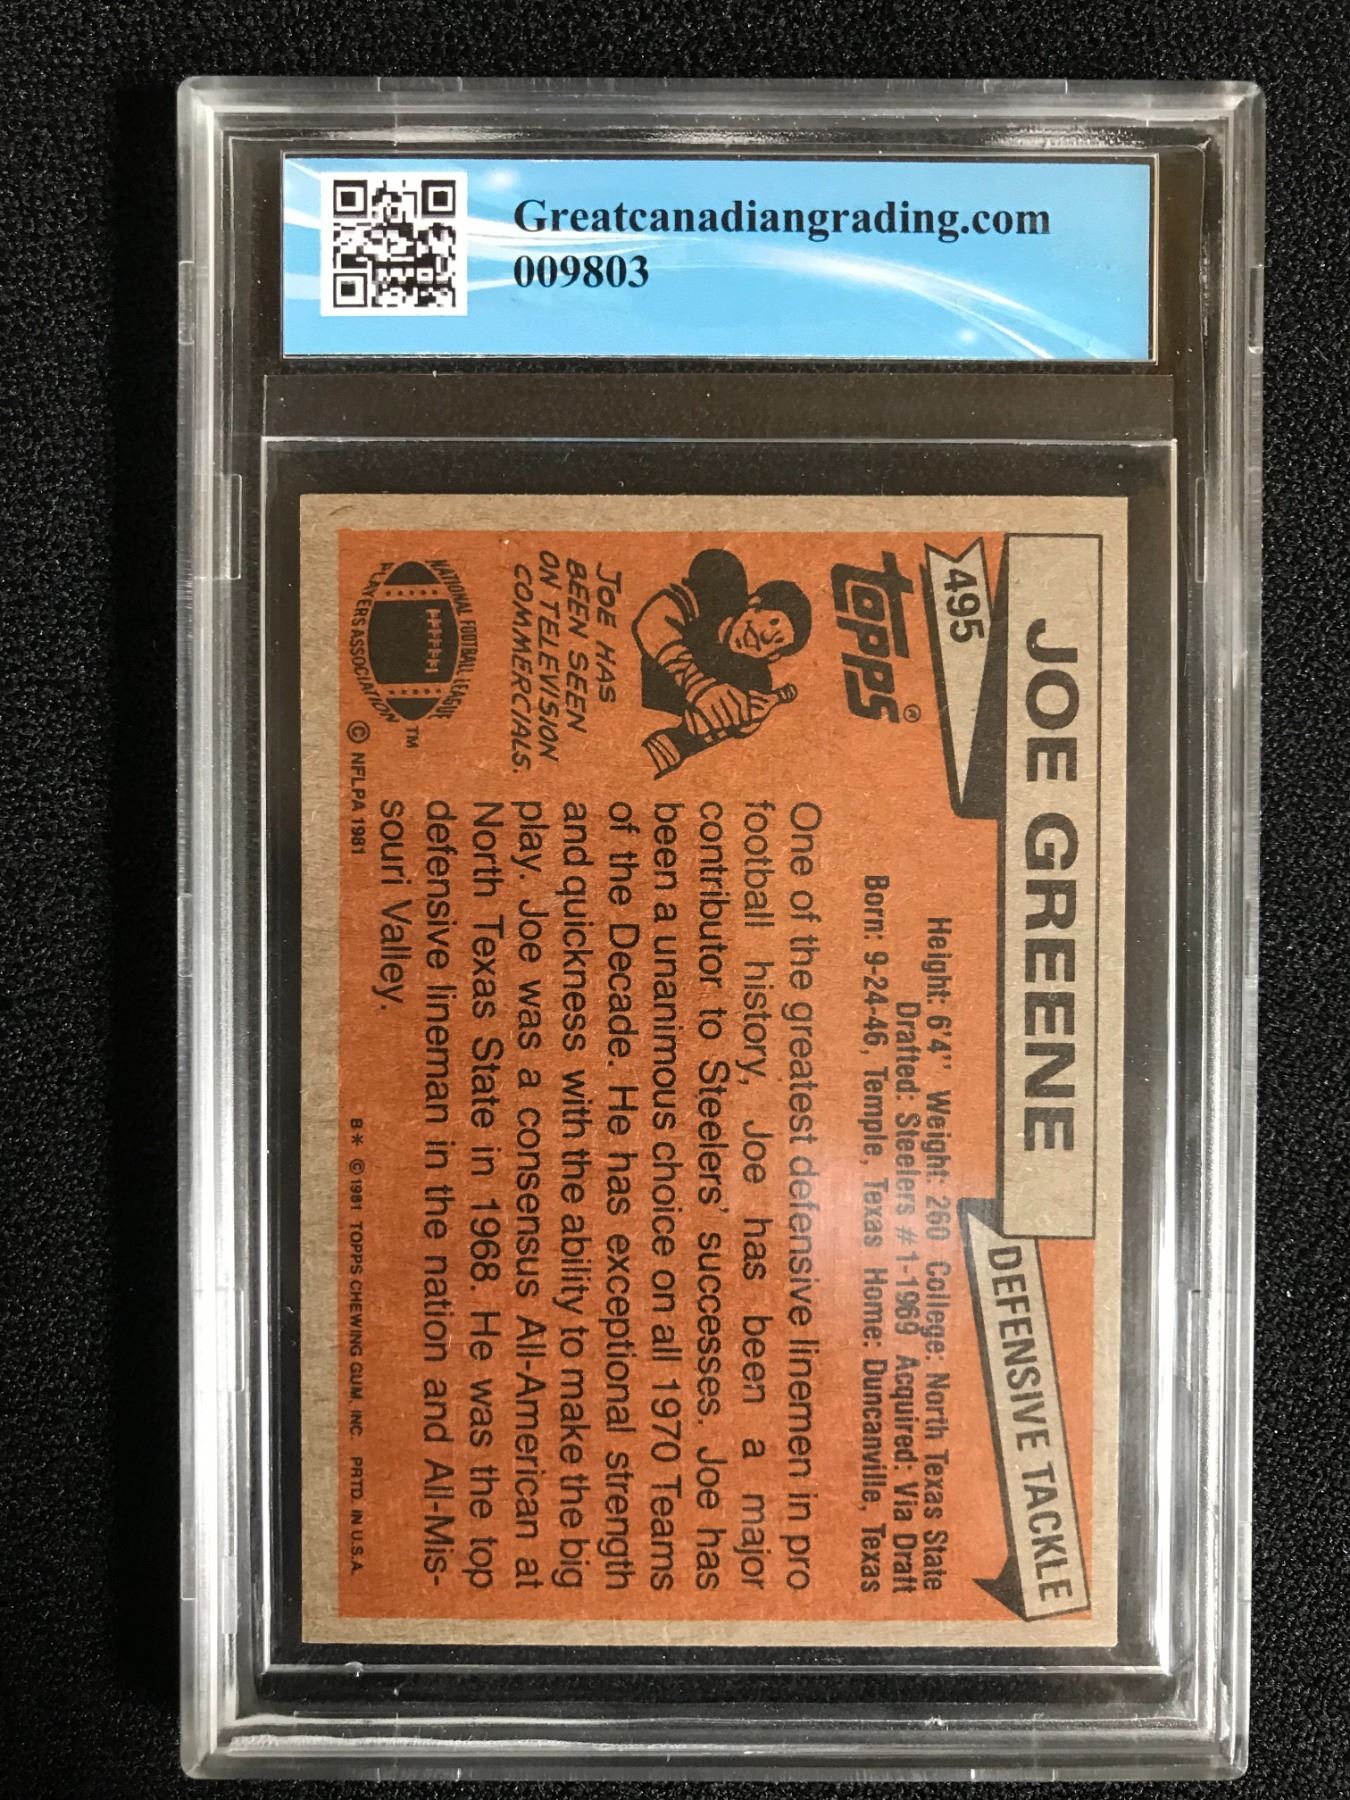 Greatcanadiangrading.com
009803
JOE GREENE
DEFENSIVE TACKLE
495
topps®
Height: 6'4" Weight: 260 College: North Texas State
Drafted: Steelers #1-1969 Acquired: Via Draft
Born: 9-24-46, Temple, Texas Home: Duncanville, Texas
JOE HAS
BEEN SEEN
ON TELEVISION
COMMERCIALS.
One of the greatest defensive linemen in pro
football history, Joe has been a major
contributor to Steelers' successes. Joe has
been a unanimous choice on all 1970 Teams
of the Decade. He has exceptional strength
and quickness with the ability to make the big
play. Joe was a consensus All-American at
North Texas State in 1968. He was the top
defensive lineman in the nation and All-Mis-
souri Valley.
NATIONAL FOOTBALL LEAGUE
PLAYERS ASSOCIATION
TM
© NFLPA 1981
B* © 1981 TOPPS CHEWING GUM, INC. PRTD. IN U.S.A.